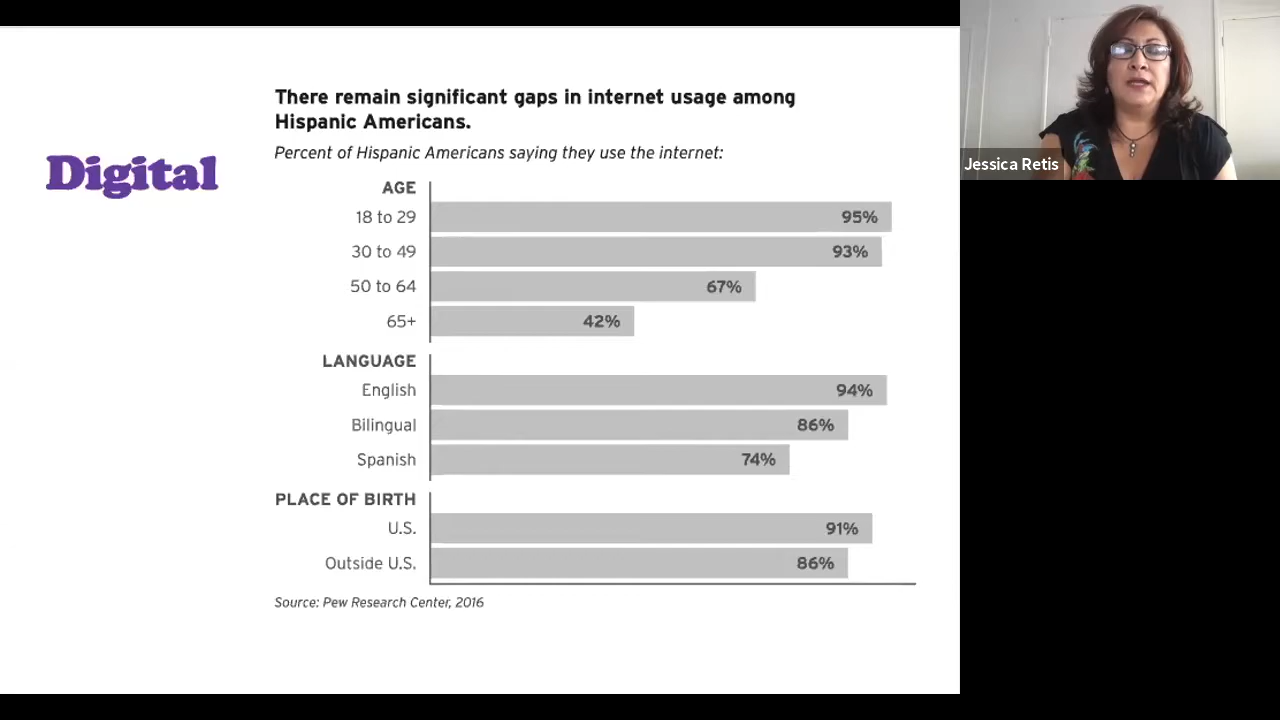 Digital
There remain significant gaps in internet usage among
Hispanic Americans.
Percent of Hispanic Americans saying they use the internet:
AGE
18 to 29 95%
30 to 49 93%
50 to 64 67%
65+ 42%
LANGUAGE
English 94%
Bilingual 86%
Spanish 74%
PLACE OF BIRTH
U.S. 91%
Outside U.S. 86%
Source: Pew Research Center, 2016
Jessica Retis